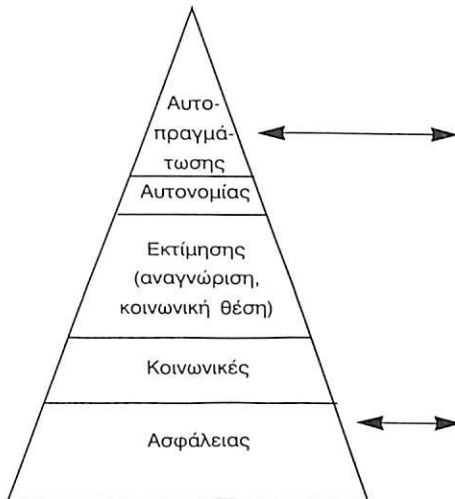 Αυτο-
πραγμά-
τωσης
Αυτονομίας
Εκτίμησης
(αναγνώριση,
κοινωνική θέση)
Κοινωνικές
Ασφάλειας